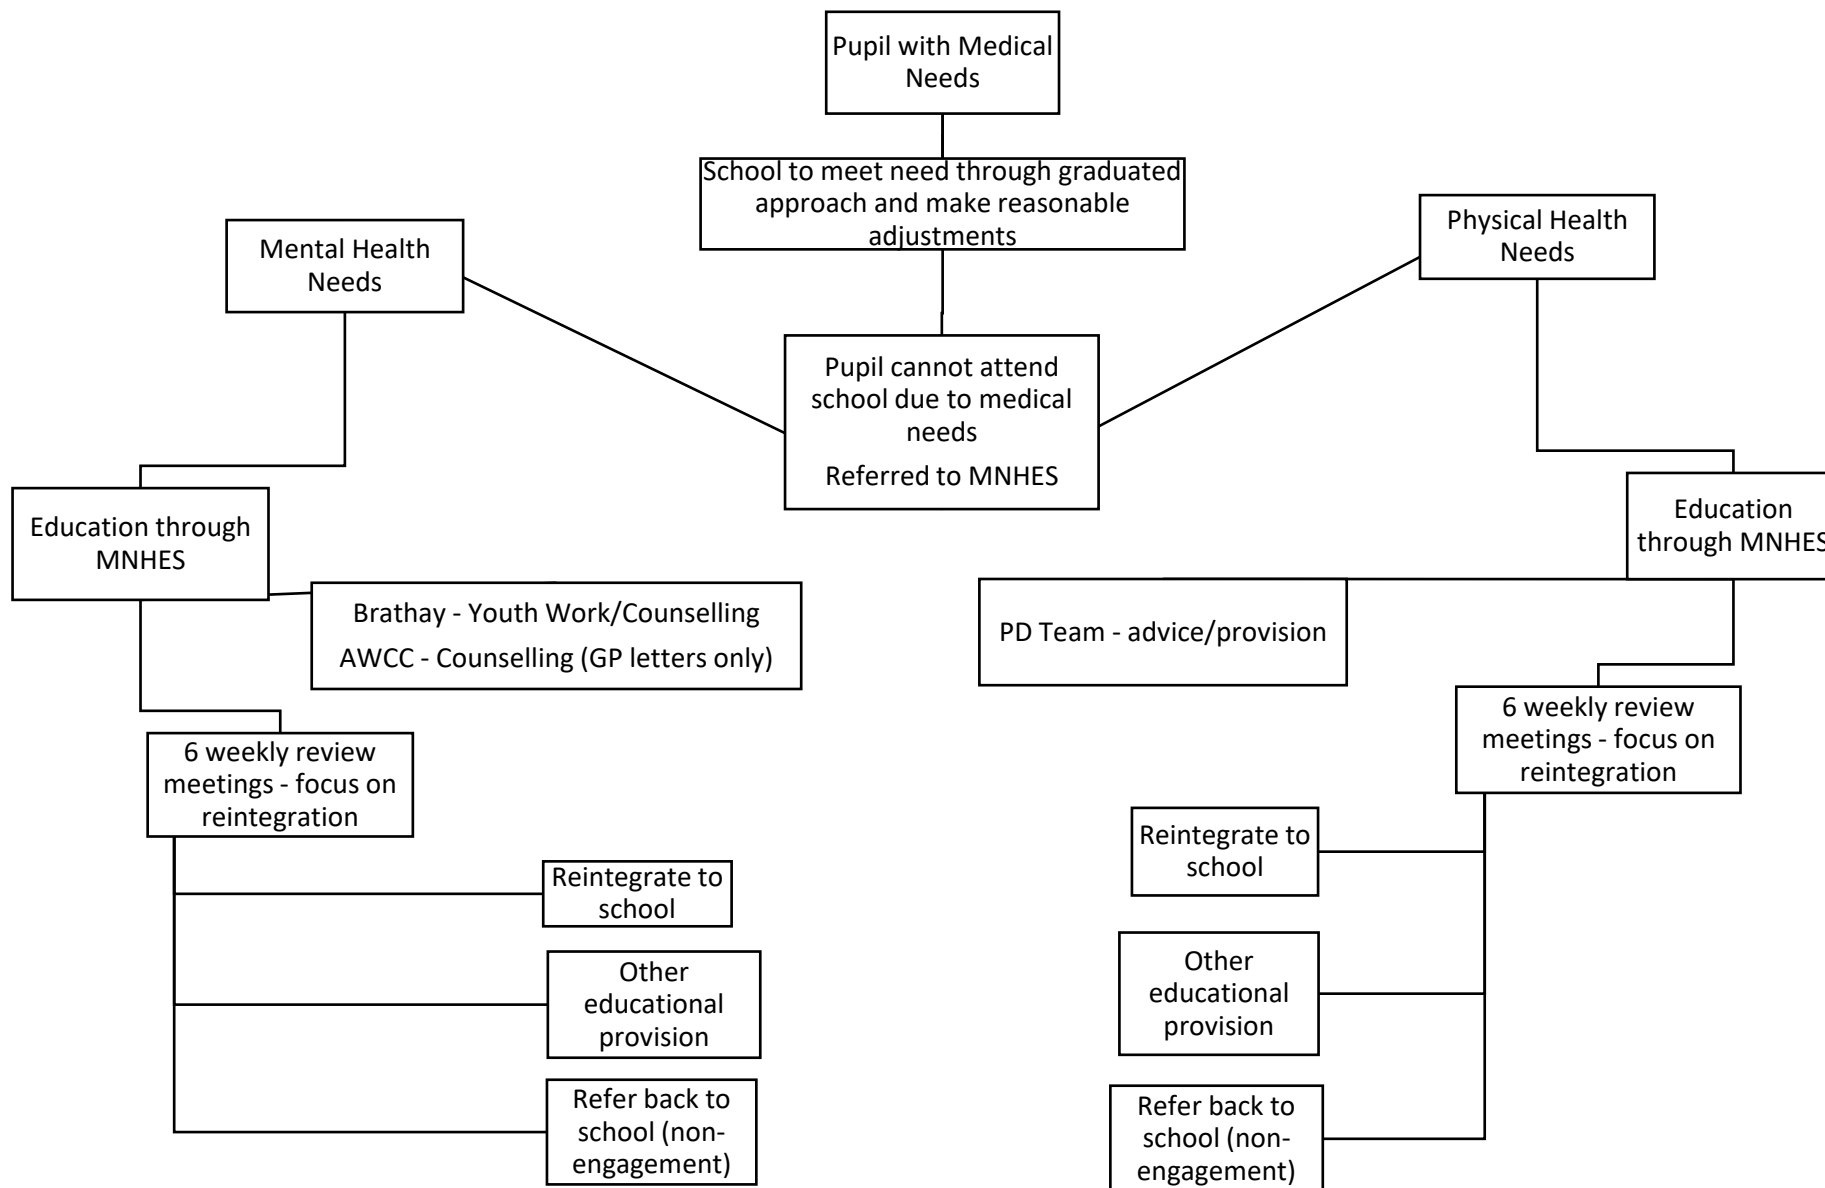 Pupil with Medical
Needs
School to meet need through graduated
approach and make reasonable
adjustments
Mental Health
Needs
Physical Health
Needs
Pupil cannot attend
school due to medical
needs
Referred to MNHES
Education through
MNHES
Education
through MNHES
Brathay - Youth Work/Counselling
AWCC - Counselling (GP letters only)
PD Team - advice/provision
6 weekly review
meetings - focus on
reintegration
6 weekly review
meetings - focus on
reintegration
Reintegrate to
school
Other
educational
provision
Refer back to
school (non-
engagement)
Reintegrate to
school
Other
educational
provision
Refer back to
school (non-
engagement)